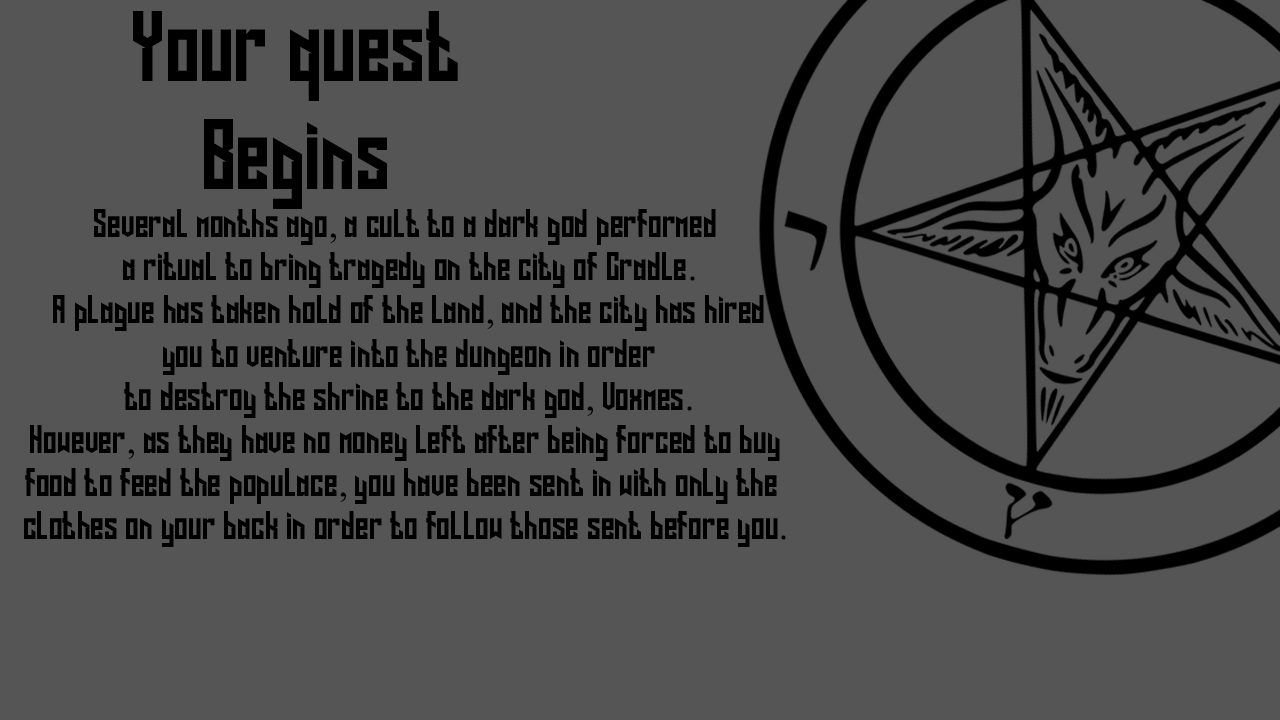 Your quest
Begins
Several months ago, a cult to a dark god performed
a ritual to bring tragedy on the city of Cradle.
A plague has taken hold of the land, and the city has hired
you to venture into the dungeon in order
to destroy the shrine to the dark god, Voxmes.
However, as they have no money left after being forced to buy
food to feed the populace, you have been sent in with only the
clothes on your back in order to follow those sent before you.
י
ן